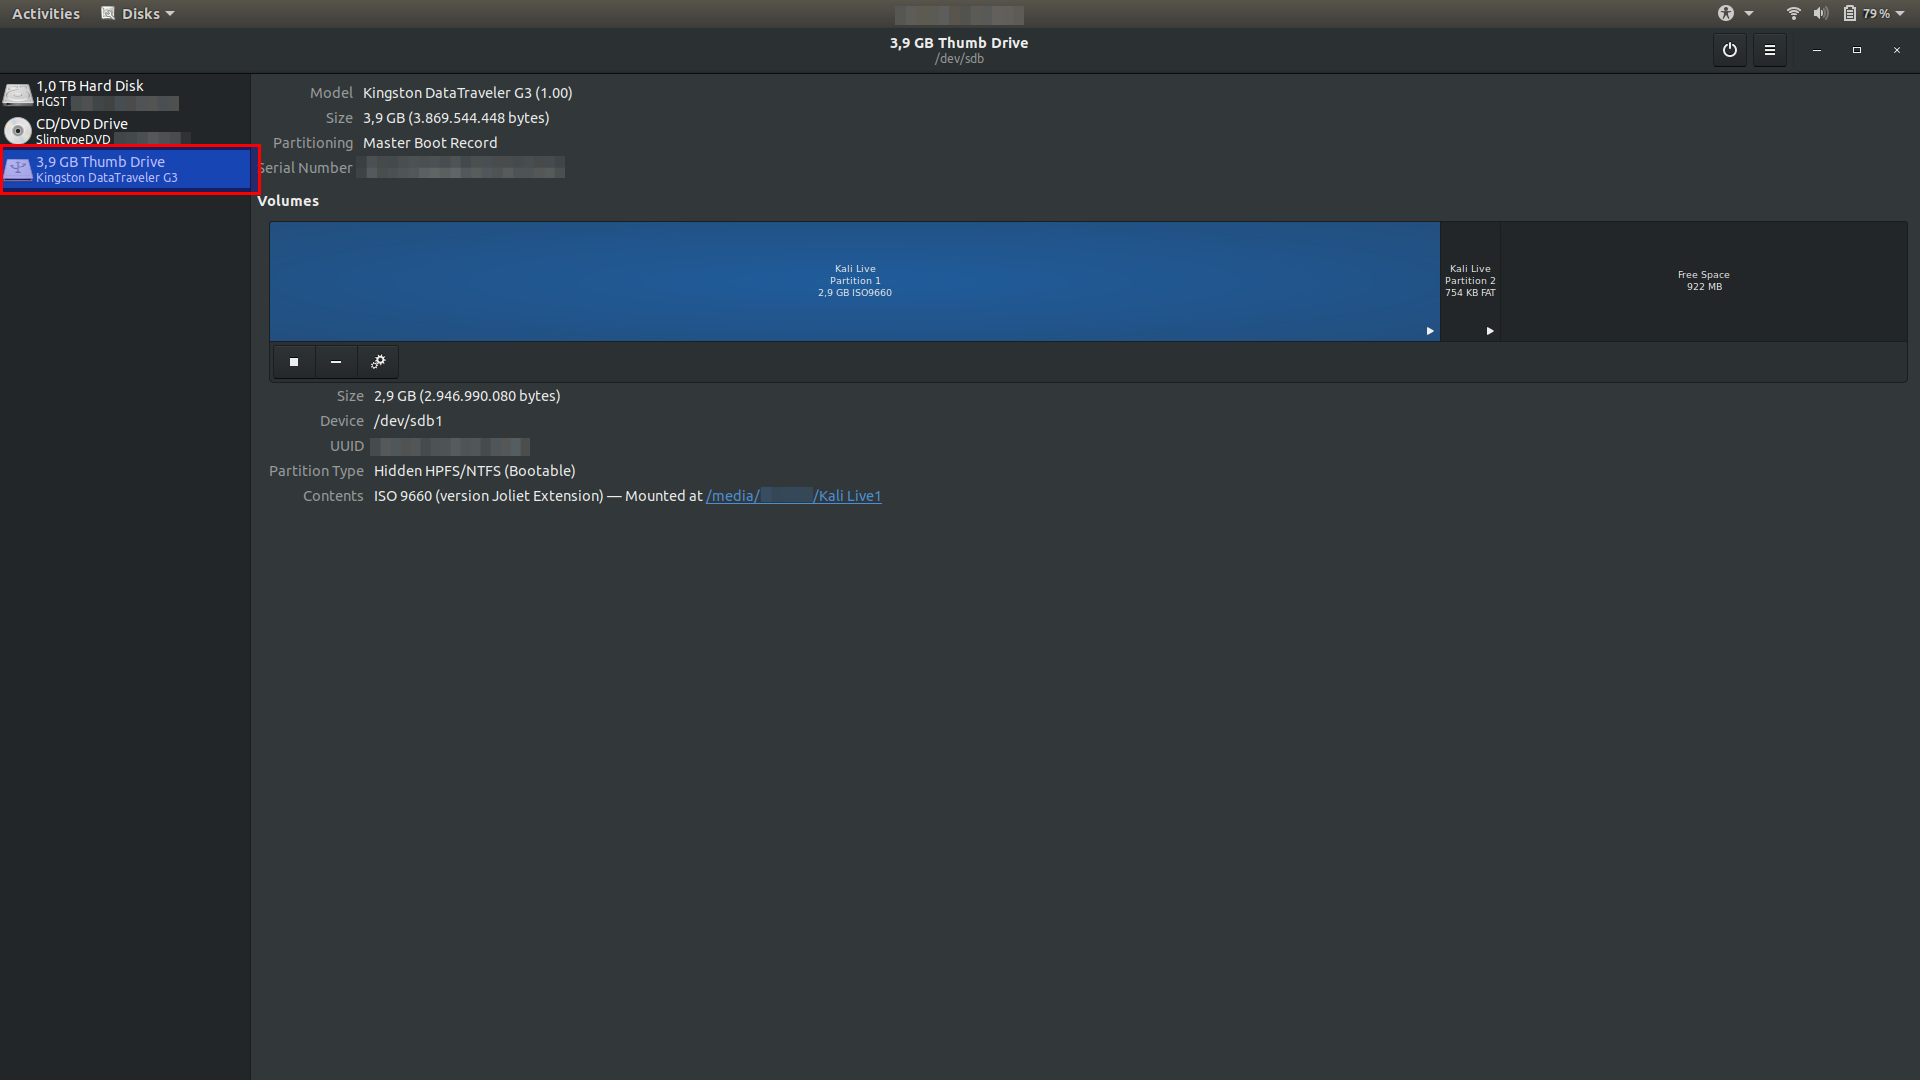 Activities
Disks
79 %
3,9 GB Thumb Drive
/dev/sdb
1,0 TB Hard Disk
HGST
CD/DVD Drive
SlimtypeDVD
3,9 GB Thumb Drive
Kingston DataTraveler G3
Model Kingston DataTraveler G3 (1.00)
Size 3,9 GB (3.869.544.448 bytes)
Partitioning Master Boot Record
Serial Number
Volumes
Kali Live
Partition 1
2,9 GB ISO9660
Kali Live
Partition 2
754 KB FAT
Free Space
922 MB
Size 2,9 GB (2.946.990.080 bytes)
Device /dev/sdb1
UUID
Partition Type Hidden HPFS/NTFS (Bootable)
Contents ISO 9660 (version Joliet Extension) — Mounted at /media/ /Kali Live1